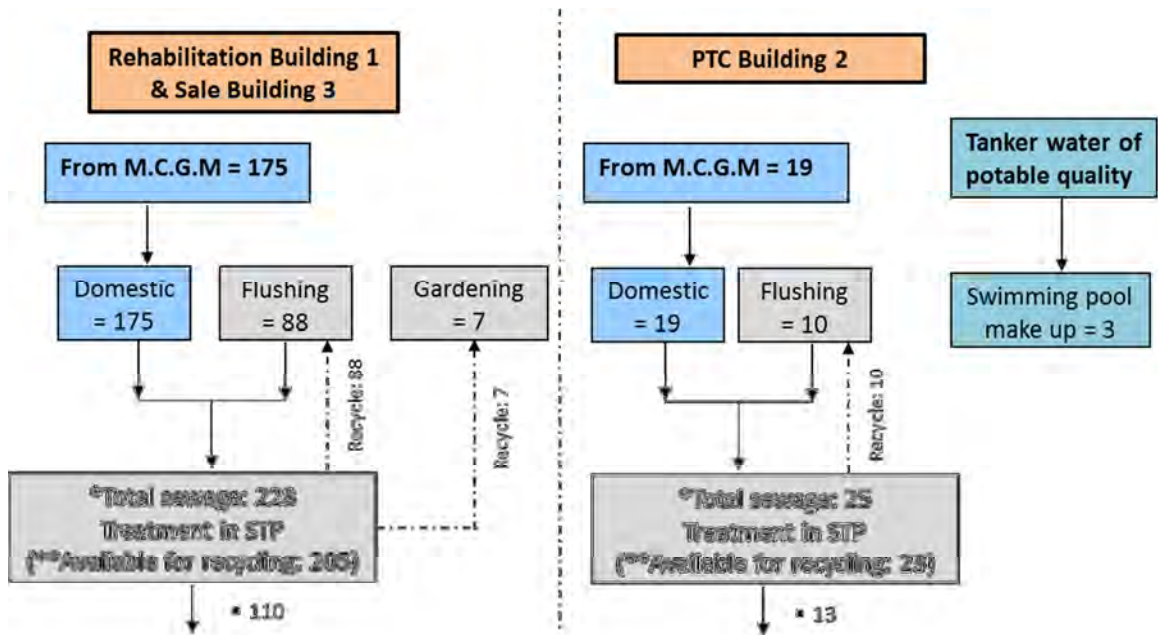 Rehabilitation Building 1
& Sale Building 3
From M.C.G.M = 175
Domestic
= 175
Flushing
= 88
Gardening
= 7
Recycle: 88
Recycle: 7
*Total sewage: 228
Treatment in STP
(**Available for recycling: 205)
* 110
PTC Building 2
From M.C.G.M = 19
Domestic
= 19
Flushing
= 10
Recycle: 10
*Total sewage: 25
Treatment in STP
(**Available for recycling: 23)
* 13
Tanker water of
potable quality
Swimming pool
make up = 3